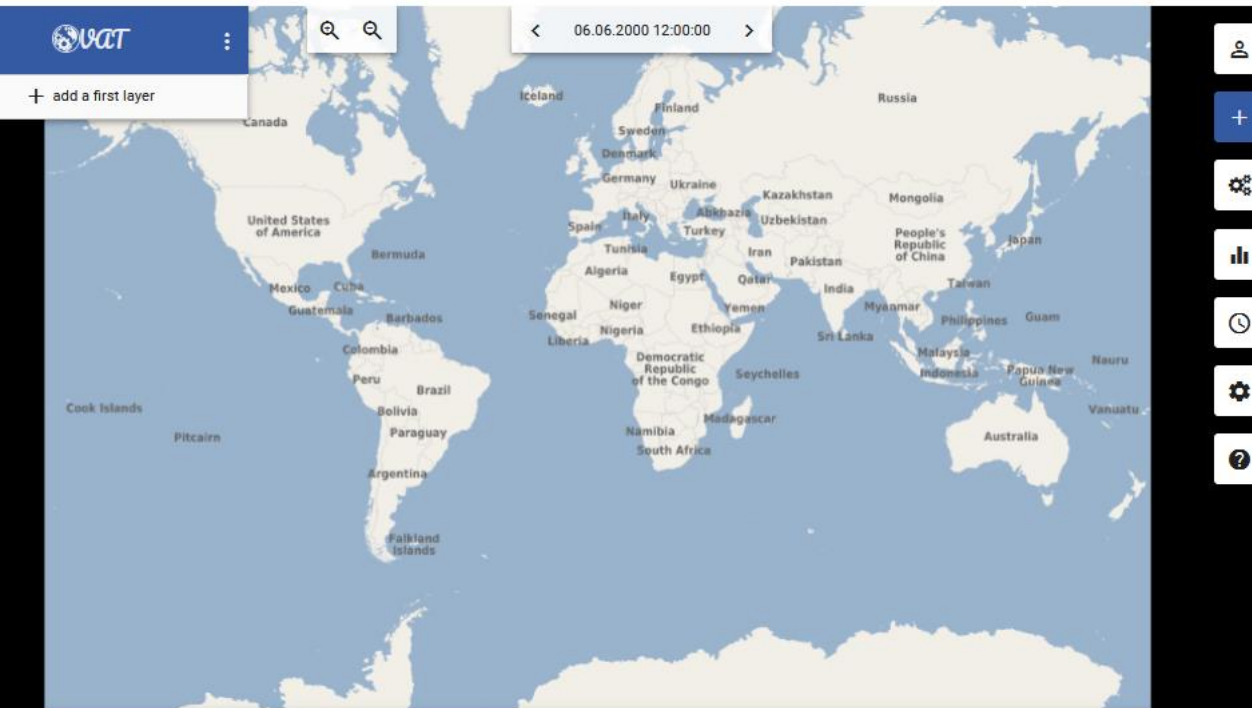 VAT
06.06.2000 12:00:00
add a first layer
Iceland
Finland
Russia
Canada
Sweden
Denmark
Germany
Ukraine
Kazakhstan
Mongolia
United States
of America
Spain
Italy
Abkhazia
Turkey
Uzbekistan
People's
Republic
of China
Japan
Bermuda
Tunisia
Iran
Pakistan
Algeria
Egypt
Qatar
India
Taiwan
Mexico
Cuba
Guatemala
Barbados
Senegal
Niger
Yemen
Myanmar
Philippines
Guam
Nigeria
Ethiopia
Liberia
Sri Lanka
Colombia
Democratic
Republic
of the Congo
Seychelles
Malaysia
Indonesia
Papua New
Guinea
Nauru
Peru
Brazil
Cook Islands
Bolivia
Madagascar
Vanuatu
Pitcairn
Paraguay
Namibia
South Africa
Australia
Argentina
Falkland
Islands